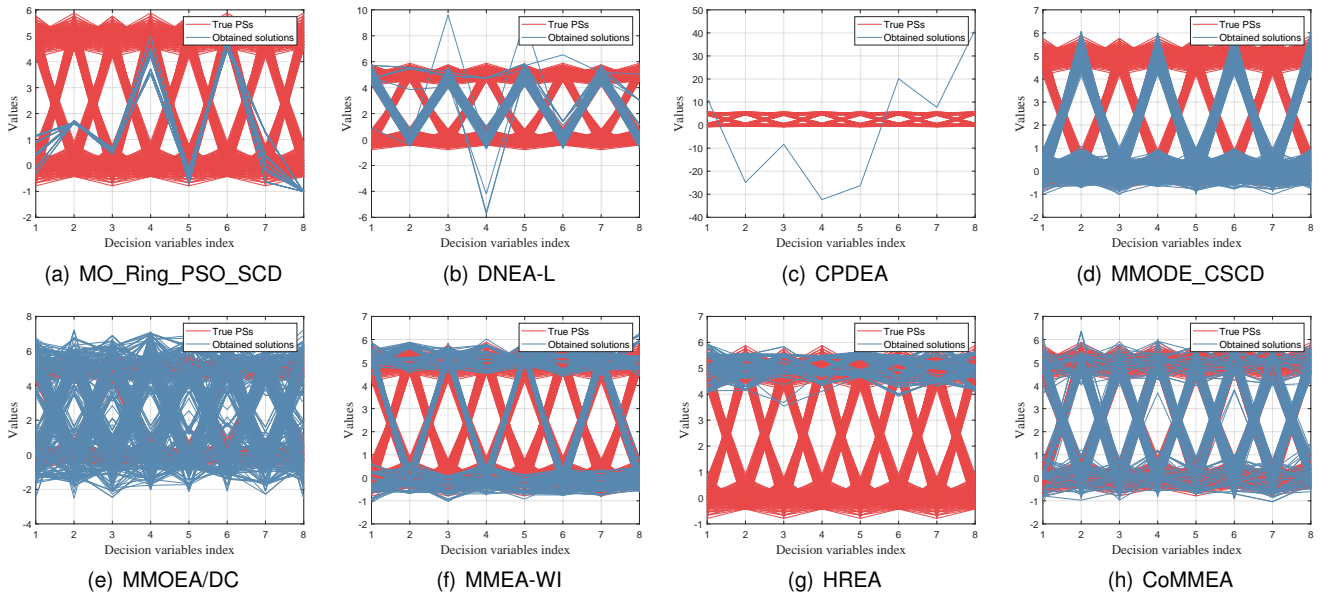 True PSs
Obtained solutions
Values
6
5
4
3
2
1
0
-1
-2
1 2 3 4 5 6 7 8
Decision variables index
(a) MO_Ring_PSO_SCD
True PSs
Obtained solutions
Values
10
8
6
4
2
0
-2
-4
-6
1 2 3 4 5 6 7 8
Decision variables index
(b) DNEA-L
True PSs
Obtained solutions
Values
50
40
30
20
10
0
-10
-20
-30
-40
1 2 3 4 5 6 7 8
Decision variables index
(c) CPDEA
True PSs
Obtained solutions
Values
7
6
5
4
3
2
1
0
-1
-2
1 2 3 4 5 6 7 8
Decision variables index
(d) MMODE_CSCD
True PSs
Obtained solutions
Values
8
6
4
2
0
-2
-4
1 2 3 4 5 6 7 8
Decision variables index
(e) MMOEA/DC
True PSs
Obtained solutions
Values
7
6
5
4
3
2
1
0
-1
-2
1 2 3 4 5 6 7 8
Decision variables index
(f) MMEA-WI
True PSs
Obtained solutions
Values
7
6
5
4
3
2
1
0
-1
1 2 3 4 5 6 7 8
Decision variables index
(g) HREA
True PSs
Obtained solutions
Values
7
6
5
4
3
2
1
0
-1
-2
1 2 3 4 5 6 7 8
Decision variables index
(h) CoMMEA